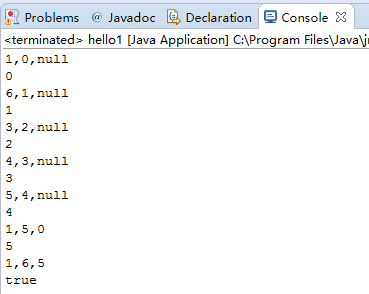 Problems @ Javadoc Declaration Console
<terminated> hello1 [Java Application] C:\Program Files\Java\jr
1,0,null
0
6,1,null
1
3,2,null
2
4,3,null
3
5,4,null
4
1,5,0
5
1,6,5
true